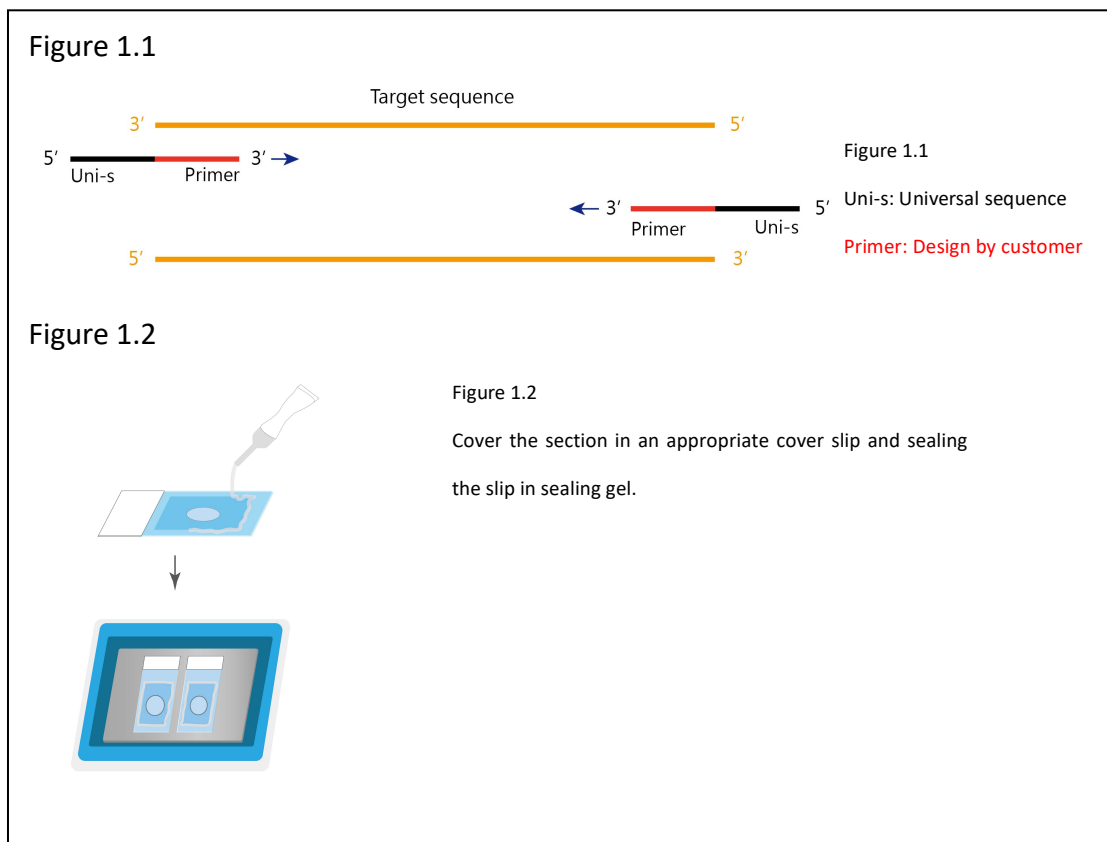 Figure 1.1
Target sequence
3’ 5’
5’ 3’
Uni-s Primer
Figure 1.1
3’ 5’
Uni-s: Universal sequence
Primer Uni-s
Primer: Design by customer
5’ 3’
Figure 1.2
Figure 1.2
Cover the section in an appropriate cover slip and sealing
the slip in sealing gel.